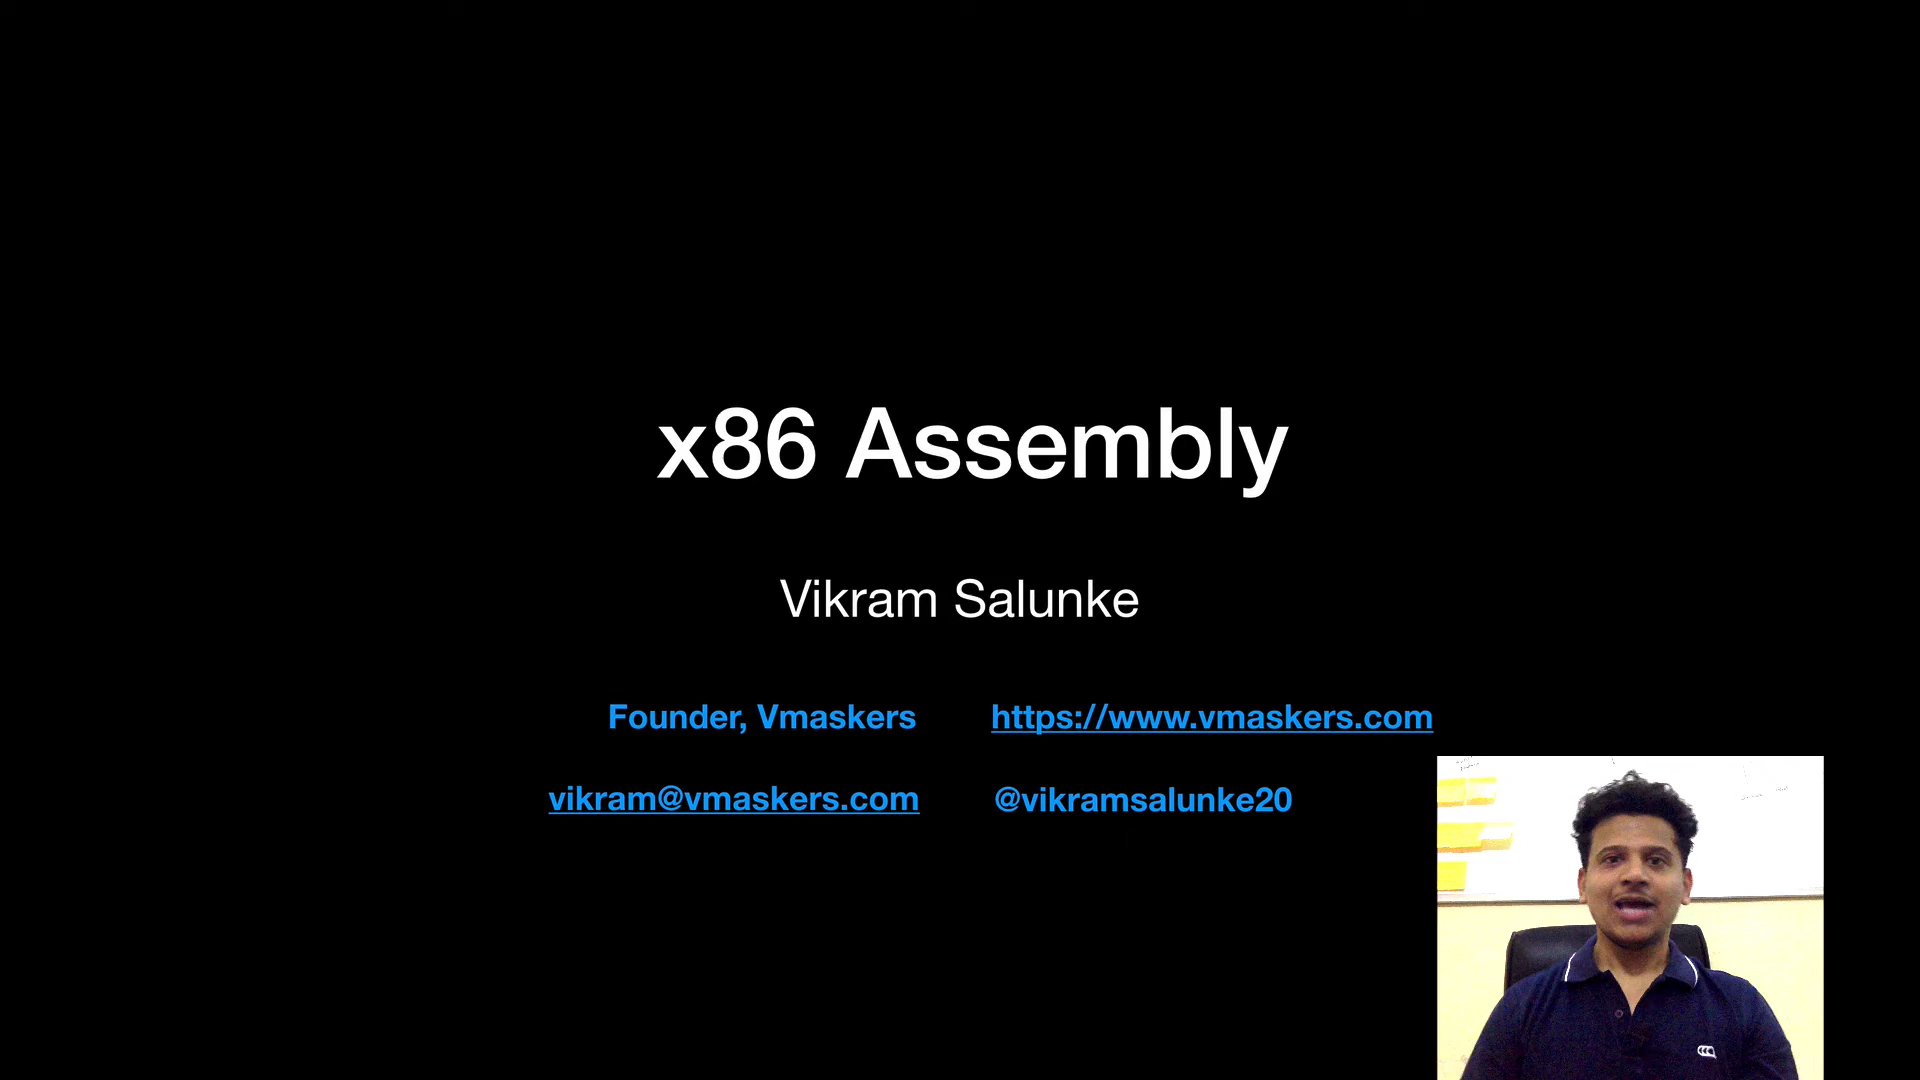 x86 Assembly
Vikram Salunke
Founder, Vmaskers https://www.vmaskers.com
vikram@vmaskers.com @vikramsalunke20